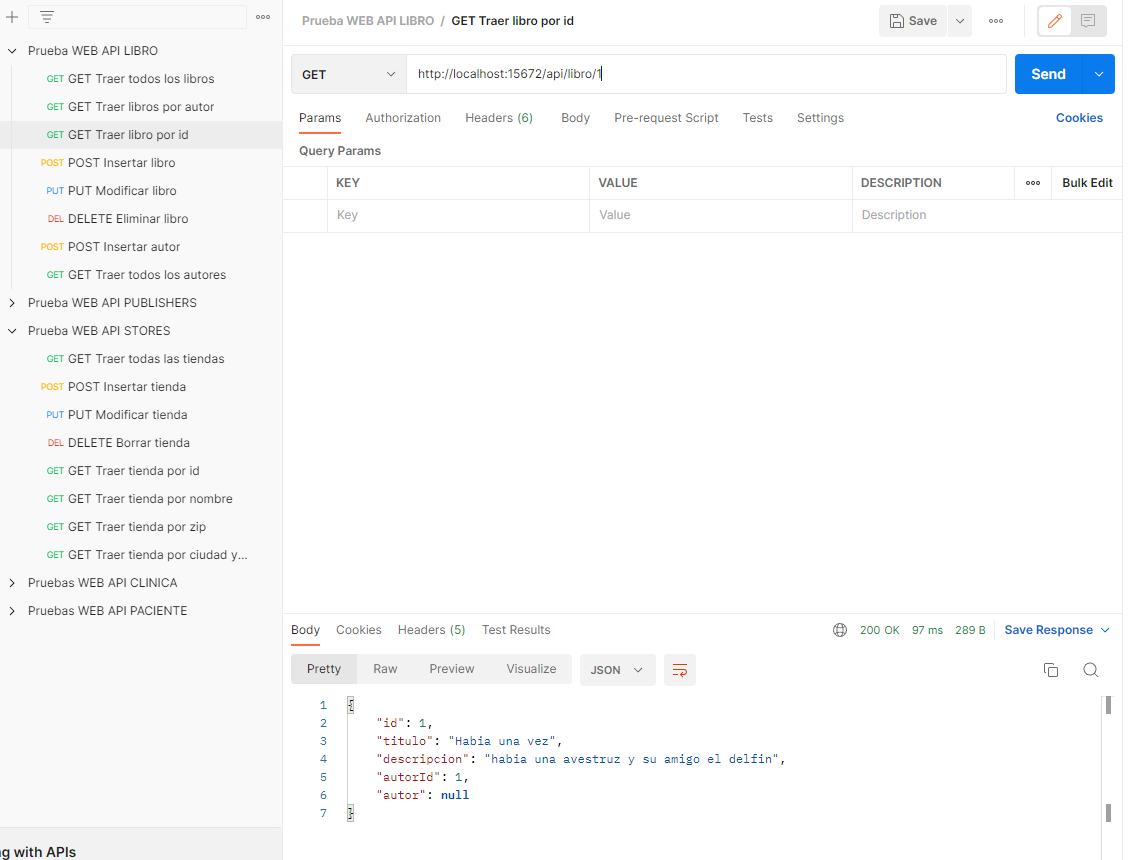 Prueba WEB API LIBRO / GET Traer libro por id
Save
Prueba WEB API LIBRO
GET GET Traer todos los libros
GET GET Traer libros por autor
GET GET Traer libro por id
POST POST Insertar libro
PUT PUT Modificar libro
DEL DELETE Eliminar libro
POST POST Insertar autor
GET GET Traer todos los autores
Prueba WEB API PUBLISHERS
Prueba WEB API STORES
GET GET Traer todas las tiendas
POST POST Insertar tienda
PUT PUT Modificar tienda
DEL DELETE Borrar tienda
GET GET Traer tienda por id
GET GET Traer tienda por nombre
GET GET Traer tienda por zip
GET GET Traer tienda por ciudad y...
Pruebas WEB API CLINICA
Pruebas WEB API PACIENTE
ng with APIs
GET http://localhost:15672/api/libro/1 Send
Params Authorization Headers (6) Body Pre-request Script Tests Settings Cookies
Query Params
KEY VALUE DESCRIPTION Bulk Edit
Key Value Description
Body Cookies Headers (5) Test Results 200 OK 97 ms 289 B Save Response
Pretty Raw Preview Visualize JSON
1 {
2 "id": 1,
3 "titulo": "Habia una vez",
4 "descripcion": "habia una avestruz y su amigo el delfin",
5 "autorId": 1,
6 "autor": null
7 }